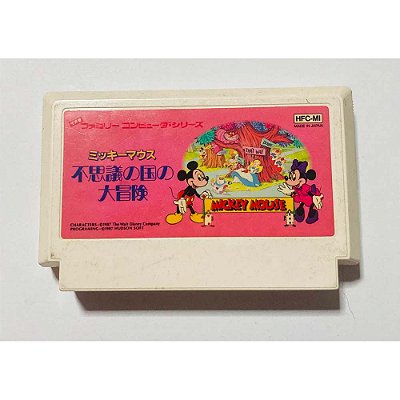 ファミリー コンピュータ・シリーズ
HFC-MI
MADE IN JAPAN
ミッキーマウス
不思議の国の
大冒険
MICKEY MOUSE
CHARACTERS:©1987 The Walt Disney Company
PROGRAMING:©1987 HUDSON SOFT